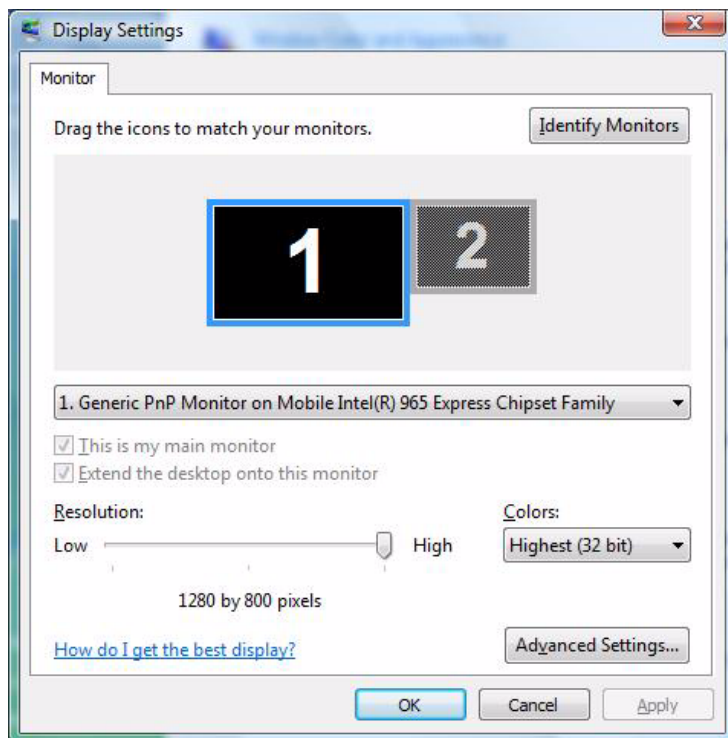 Display Settings
Monitor
Drag the icons to match your monitors.
Identify Monitors
1
2
1. Generic PnP Monitor on Mobile Intel(R) 965 Express Chipset Family
This is my main monitor
Extend the desktop onto this monitor
Resolution:
Colors:
Low
High
Highest (32 bit)
1280 by 800 pixels
How do I get the best display?
Advanced Settings...
OK
Cancel
Apply